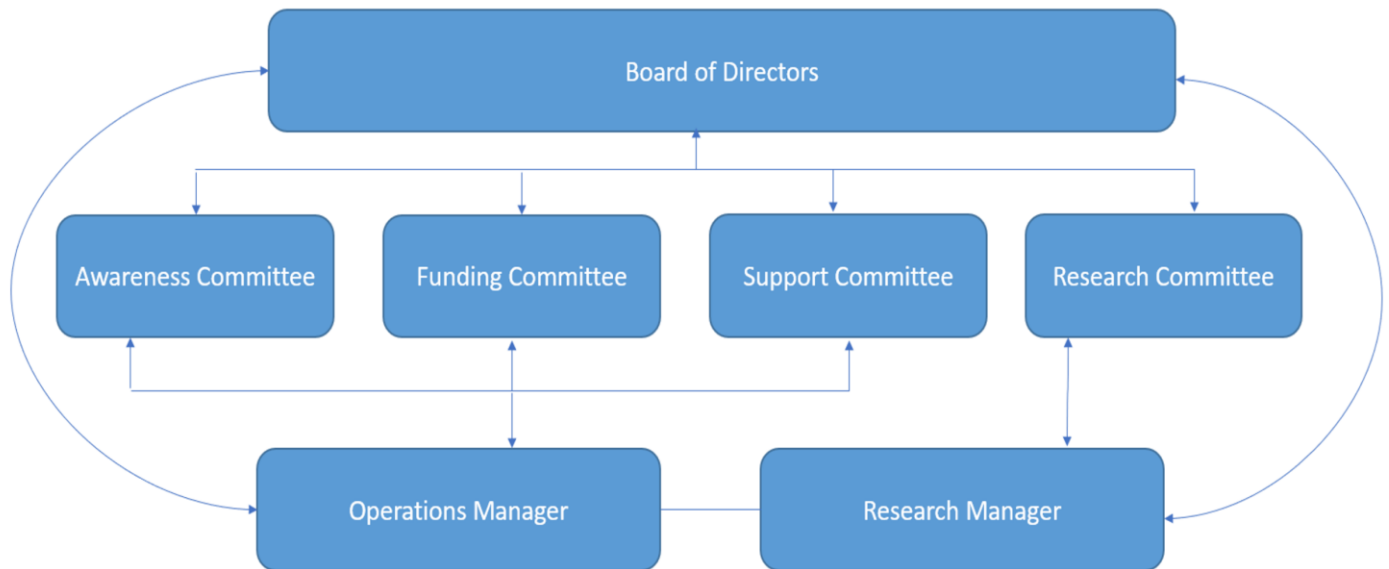 Board of Directors
Awareness Committee
Funding Committee
Support Committee
Research Committee
Operations Manager
Research Manager